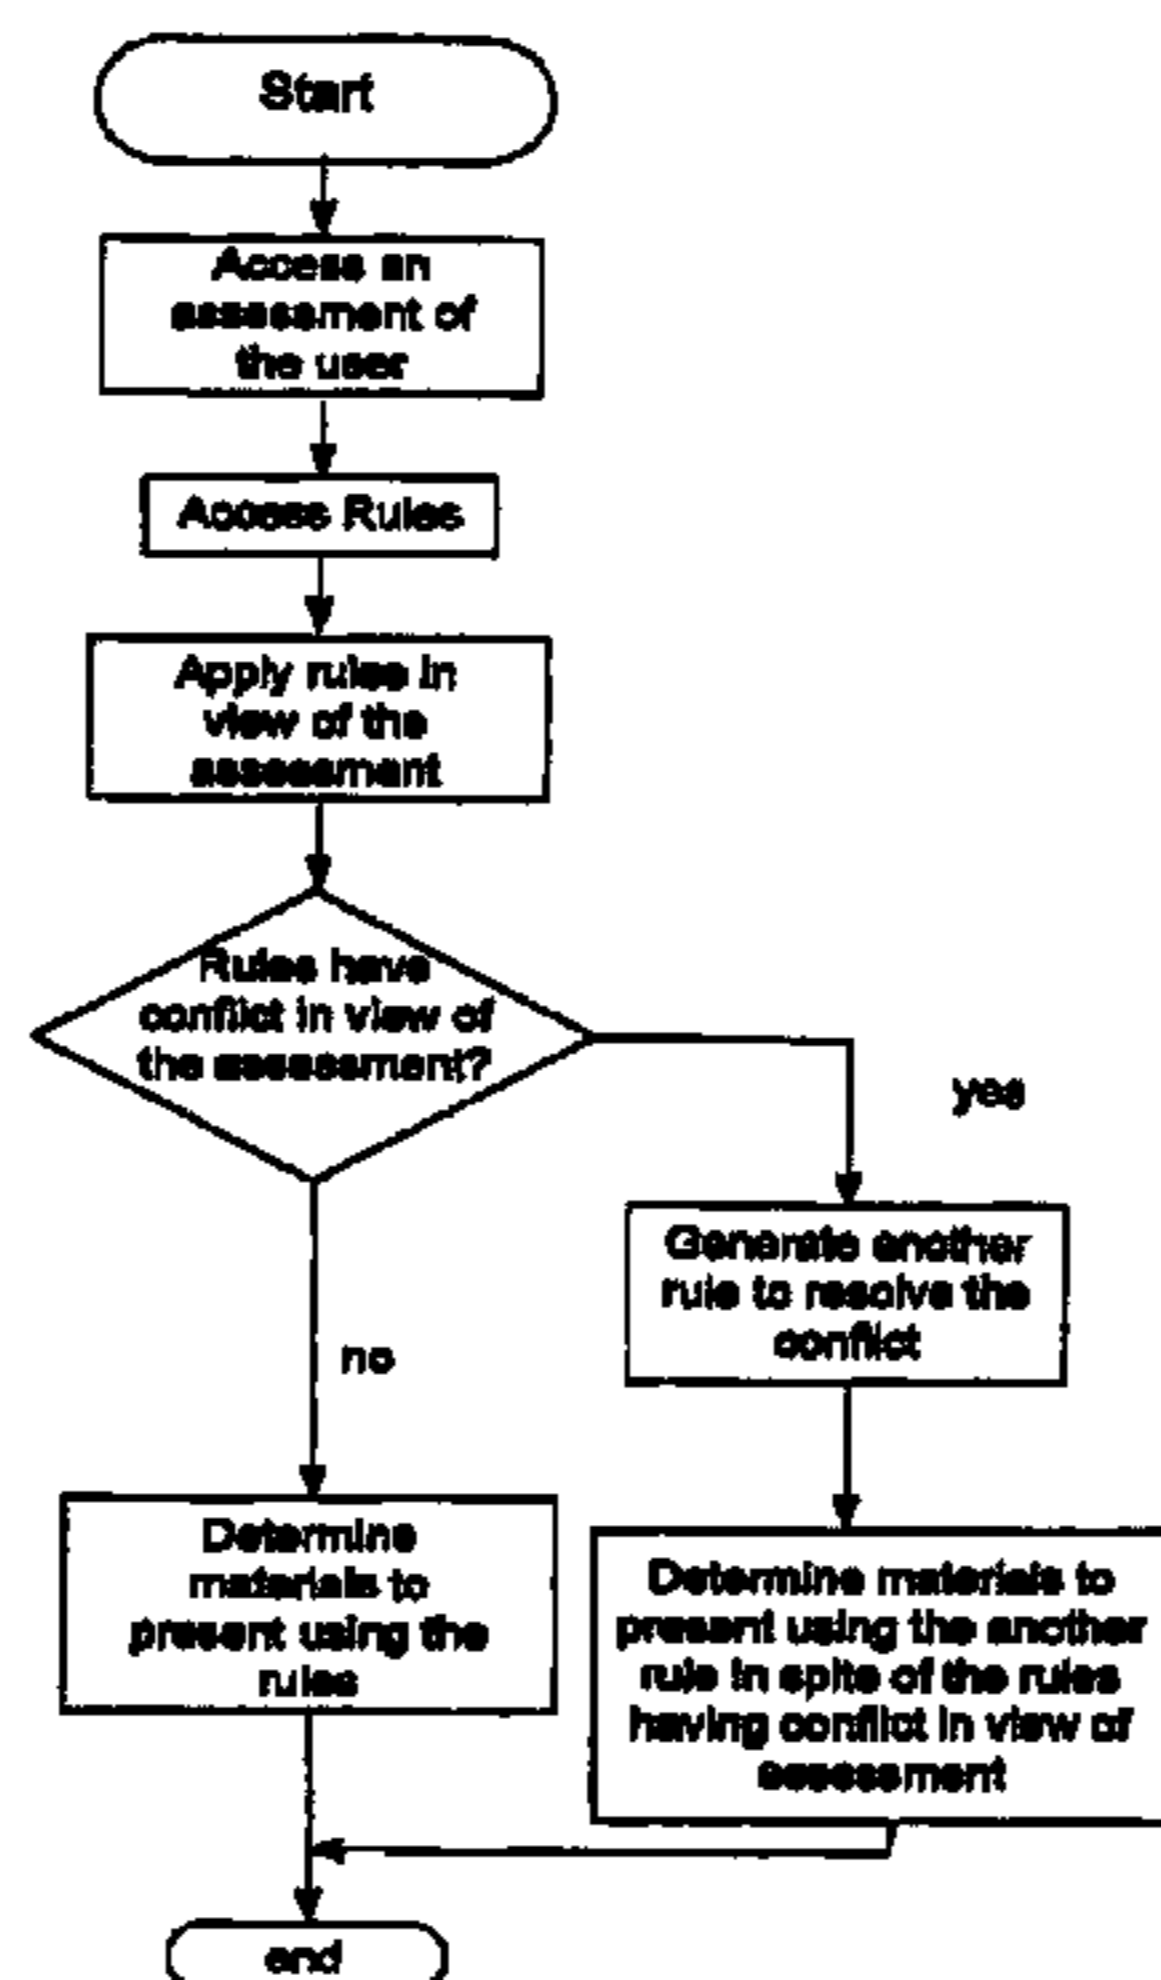 Start
Access an
assessment of
the user
Access Rules
Apply rules in
view of the
assessment
Rules have
conflict in view of
the assessment?
yes
Generate another
rule to resolve the
conflict
no
Determine
materials to
present using the
rules
Determine materials to
present using the another
rule in spite of the rules
having conflict in view of
assessment
end